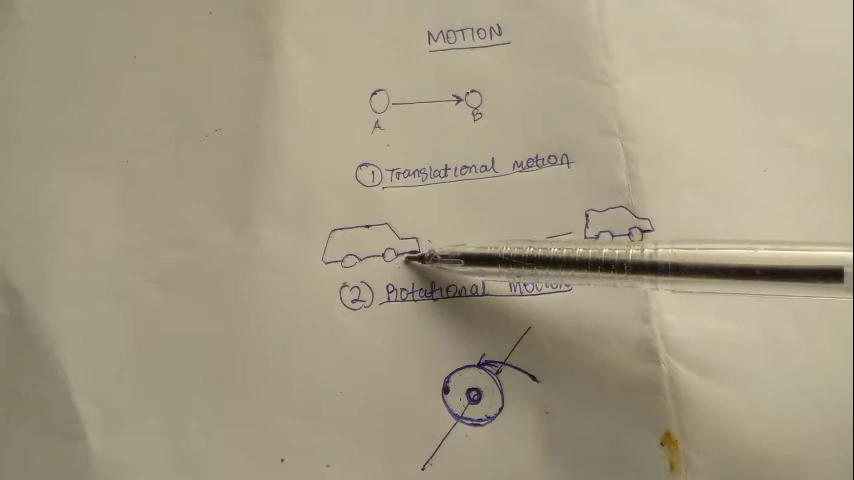 MOTION
A B
① Translational motion
(2) Rotational motion